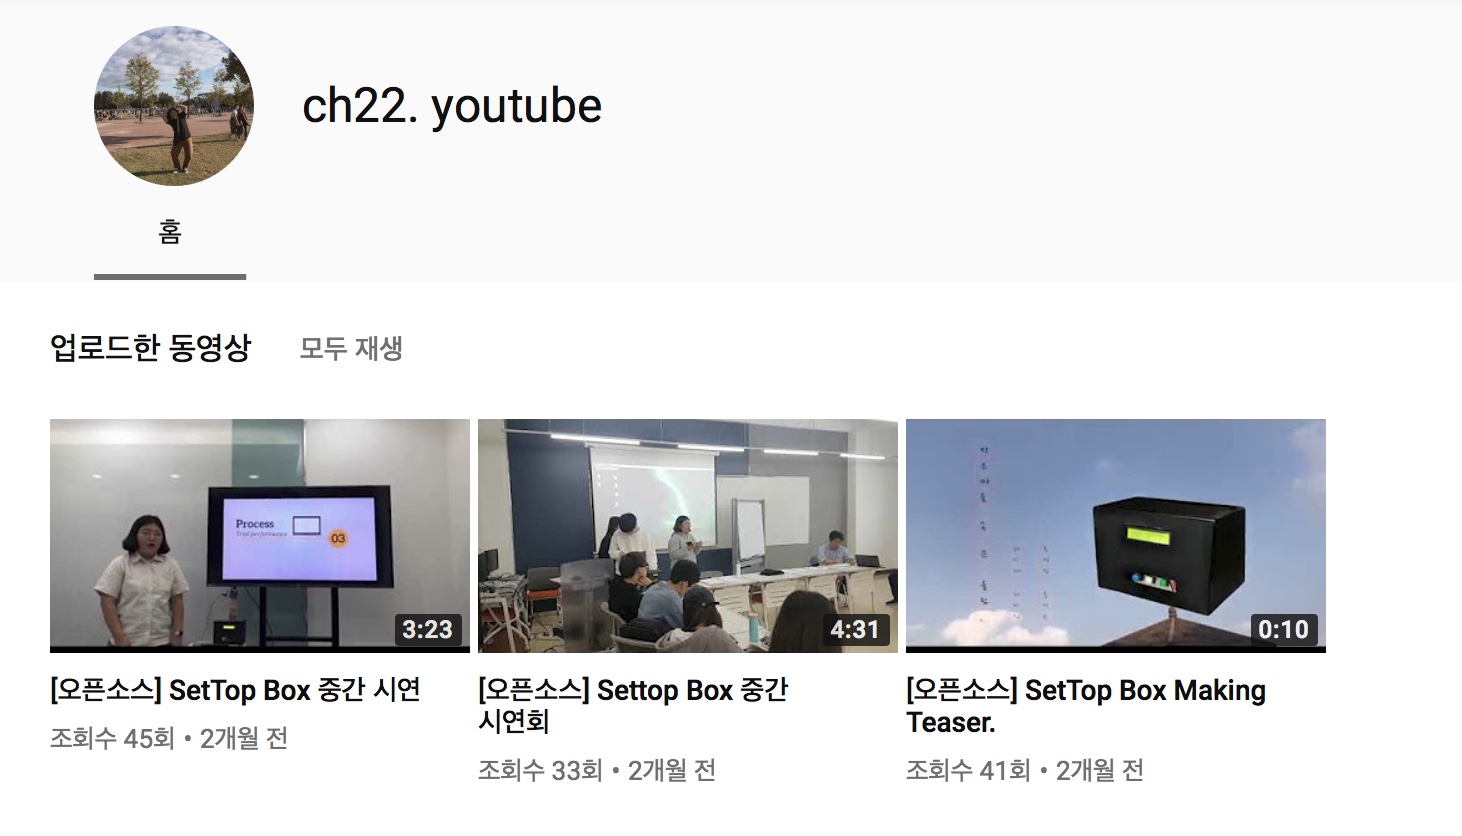 ch22. youtube
홈
업로드한 동영상 모두 재생
Process
Trial performance
03
3:23
4:31
0:10
[오픈소스] SetTop Box 중간 시연
조회수 45회 • 2개월 전
[오픈소스] Settop Box 중간
시연회
조회수 33회 • 2개월 전
[오픈소스] SetTop Box Making
Teaser.
조회수 41회 • 2개월 전